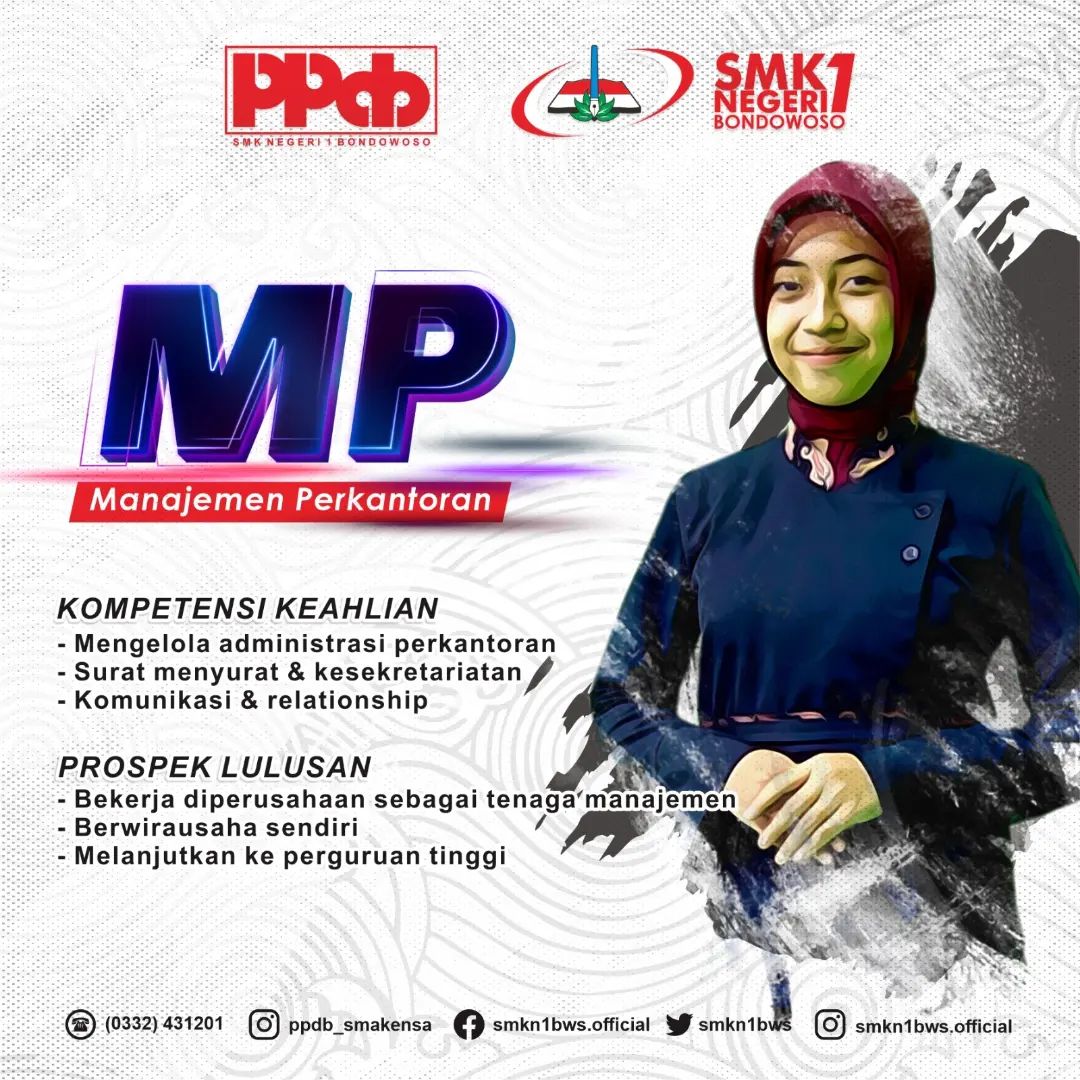 PPdb
SMK NEGERI 1 BONDOWOSO
SMK1
NEGERI
BONDOWOSO
MP
Manajemen Perkantoran
KOMPETENSI KEAHLIAN
- Mengelola administrasi perkantoran
- Surat menyurat & kesekretariatan
- Komunikasi & relationship
PROSPEK LULUSAN
- Bekerja diperusahaan sebagai tenaga manajemen
- Berwirausaha sendiri
- Melanjutkan ke perguruan tinggi
(0332) 431201 ppdb_smakensa smkn1bws.official smkn1bws smkn1bws.official